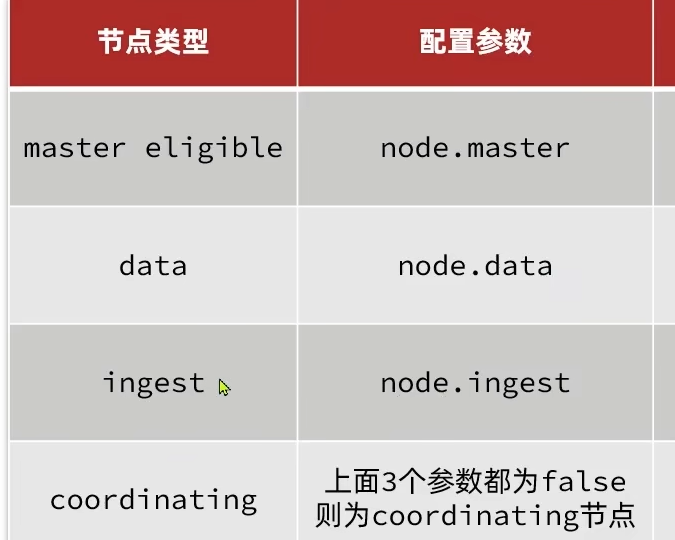 节点类型 配置参数
master eligible node.master
data node.data
ingest node.ingest
coordinating 上面3个参数都为false
则为coordinating节点